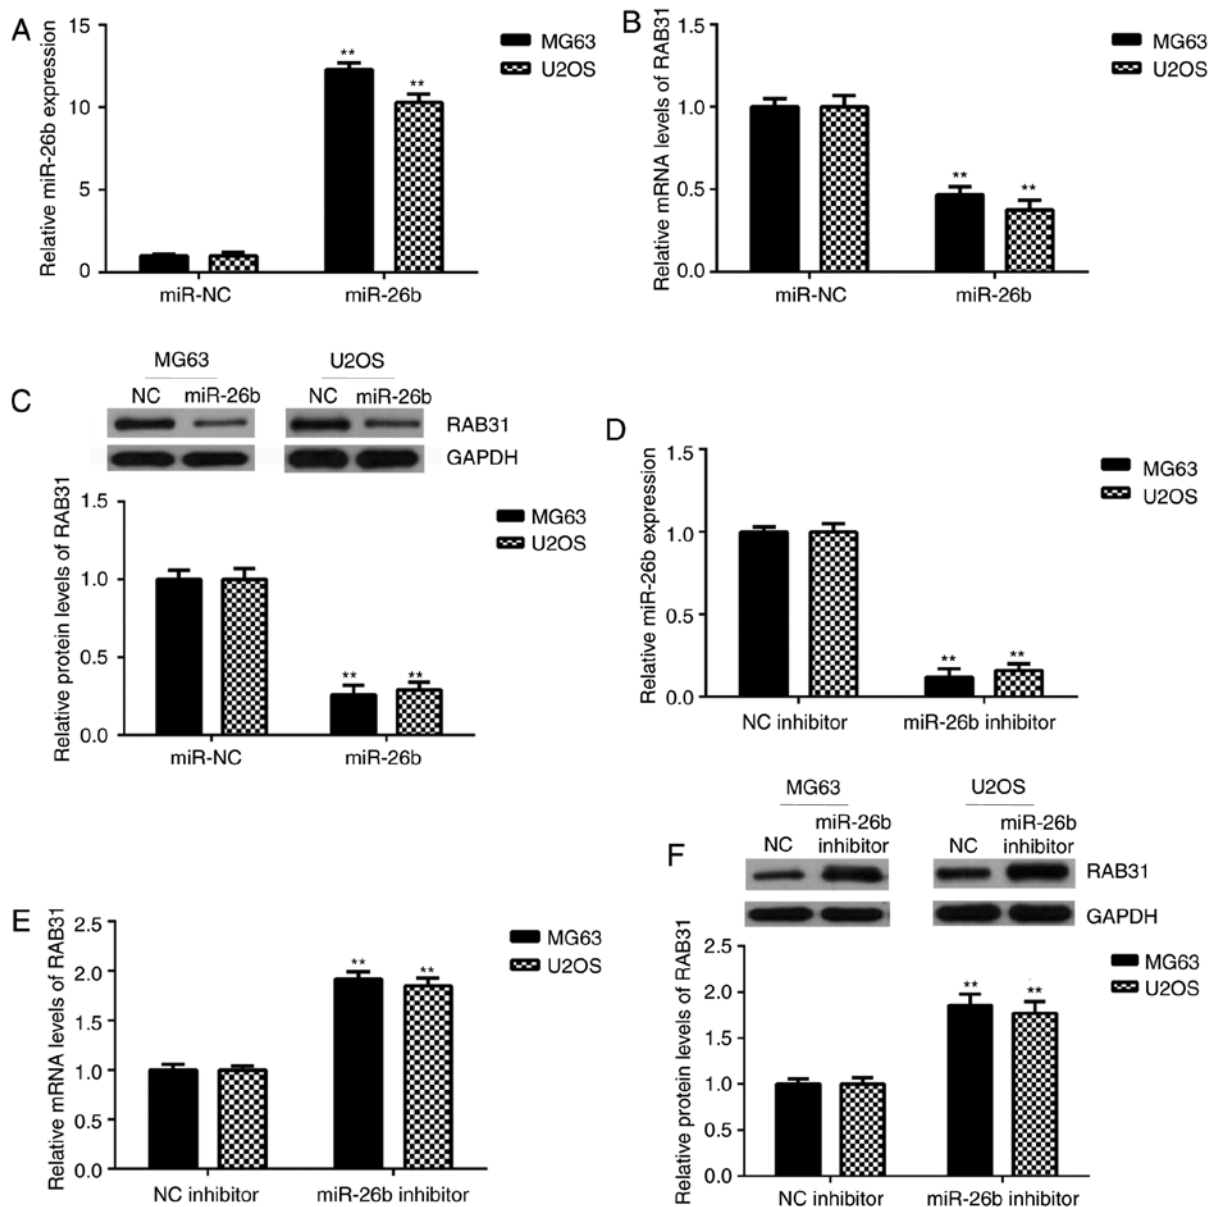 A
Relative miR-26b expression
15
10
5
0
**
**
miR-NC
miR-26b
MG63
U2OS
B
Relative mRNA levels of RAB31
1.5
1.0
0.5
0.0
**
**
miR-NC
miR-26b
MG63
U2OS
C
MG63
U2OS
NC miR-26b
NC miR-26b
RAB31
GAPDH
Relative protein levels of RAB31
1.5
1.0
0.5
0.0
**
**
miR-NC
miR-26b
MG63
U2OS
D
Relative miR-26b expression
1.5
1.0
0.5
0.0
**
**
NC inhibitor
miR-26b inhibitor
MG63
U2OS
E
Relative mRNA levels of RAB31
2.5
2.0
1.5
1.0
0.5
0.0
**
**
NC inhibitor
miR-26b inhibitor
MG63
U2OS
F
MG63
U2OS
NC
miR-26b
inhibitor
NC
miR-26b
inhibitor
RAB31
GAPDH
Relative protein levels of RAB31
2.5
2.0
1.5
1.0
0.5
0.0
**
**
NC inhibitor
miR-26b inhibitor
MG63
U2OS